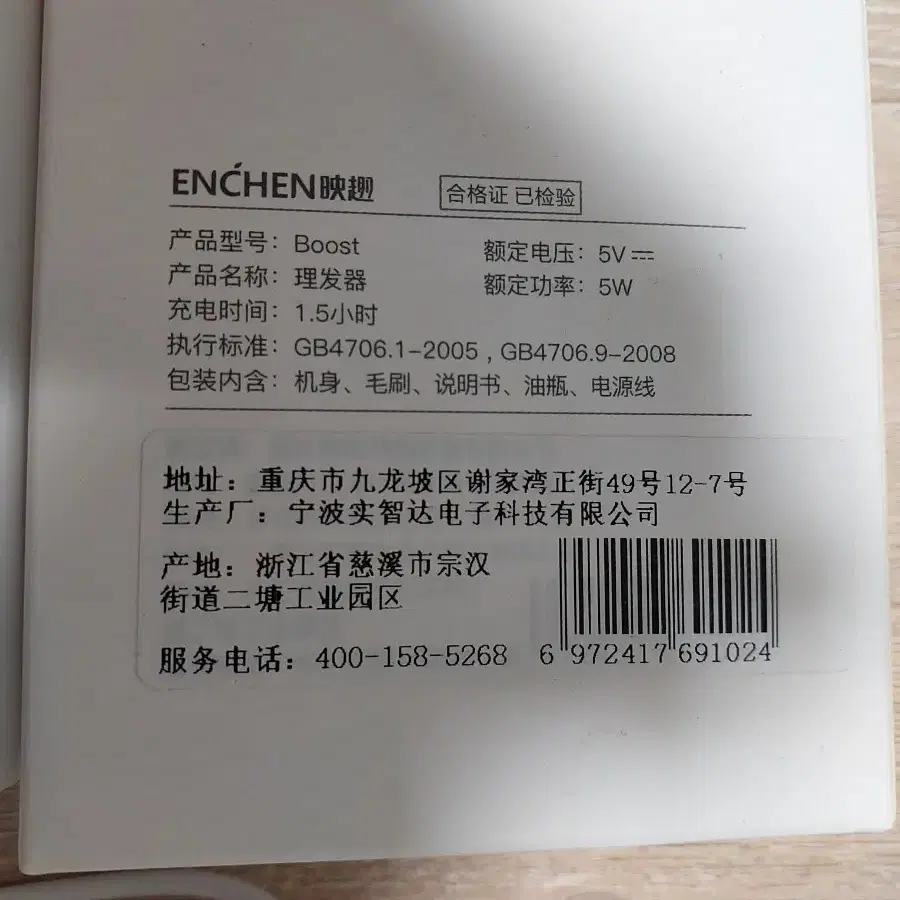 ENCHEN映趣
合格证 已检验
产品型号：Boost
额定电压：5V⎓
产品名称：理发器
额定功率：5W
充电时间：1.5小时
执行标准：GB4706.1-2005 , GB4706.9-2008
包装内含：机身、毛刷、说明书、油瓶、电源线
地址：重庆市九龙坡区谢家湾正街49号12-7号
生产厂：宁波实智达电子科技有限公司
产地：浙江省慈溪市宗汉
街道二塘工业园区
服务电话：400-158-5268
6 972417 691024